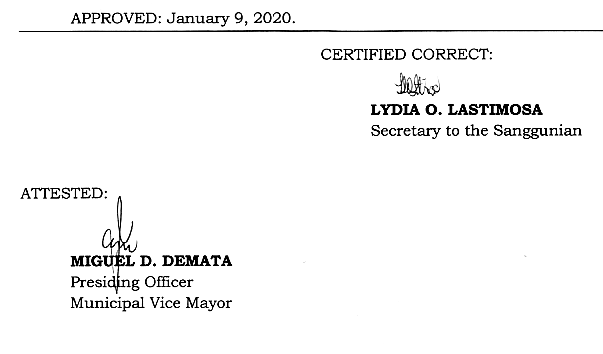 APPROVED: January 9, 2020.
CERTIFIED CORRECT:
LYDIA O. LASTIMOSA
Secretary to the Sanggunian
ATTESTED:
MIGUEL D. DEMATA
Presiding Officer
Municipal Vice Mayor